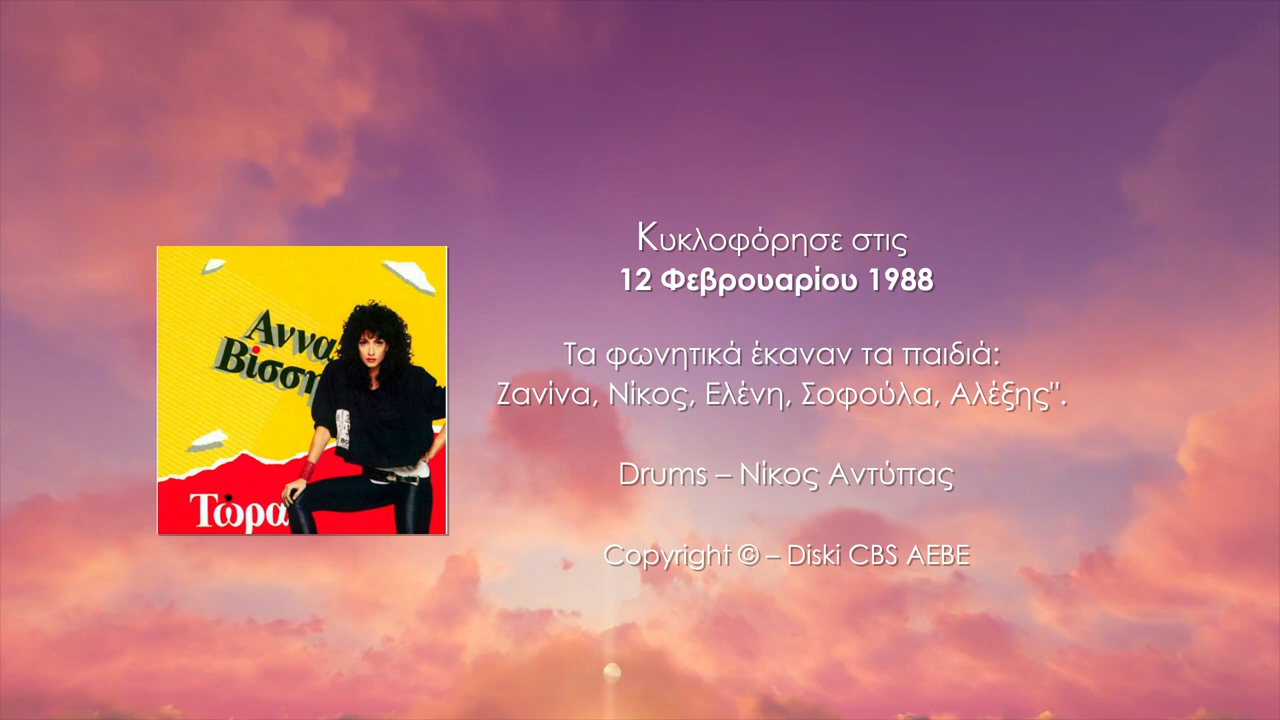 Αννα
Βίσση
Τώρα
Κυκλοφόρησε στις
12 Φεβρουαρίου 1988
Τα φωνητικά έκαναν τα παιδιά:
Ζανίνα, Νίκος, Ελένη, Σοφούλα, Αλέξης".
Drums – Νίκος Αντύπας
Copyright © – Diski CBS AEBE